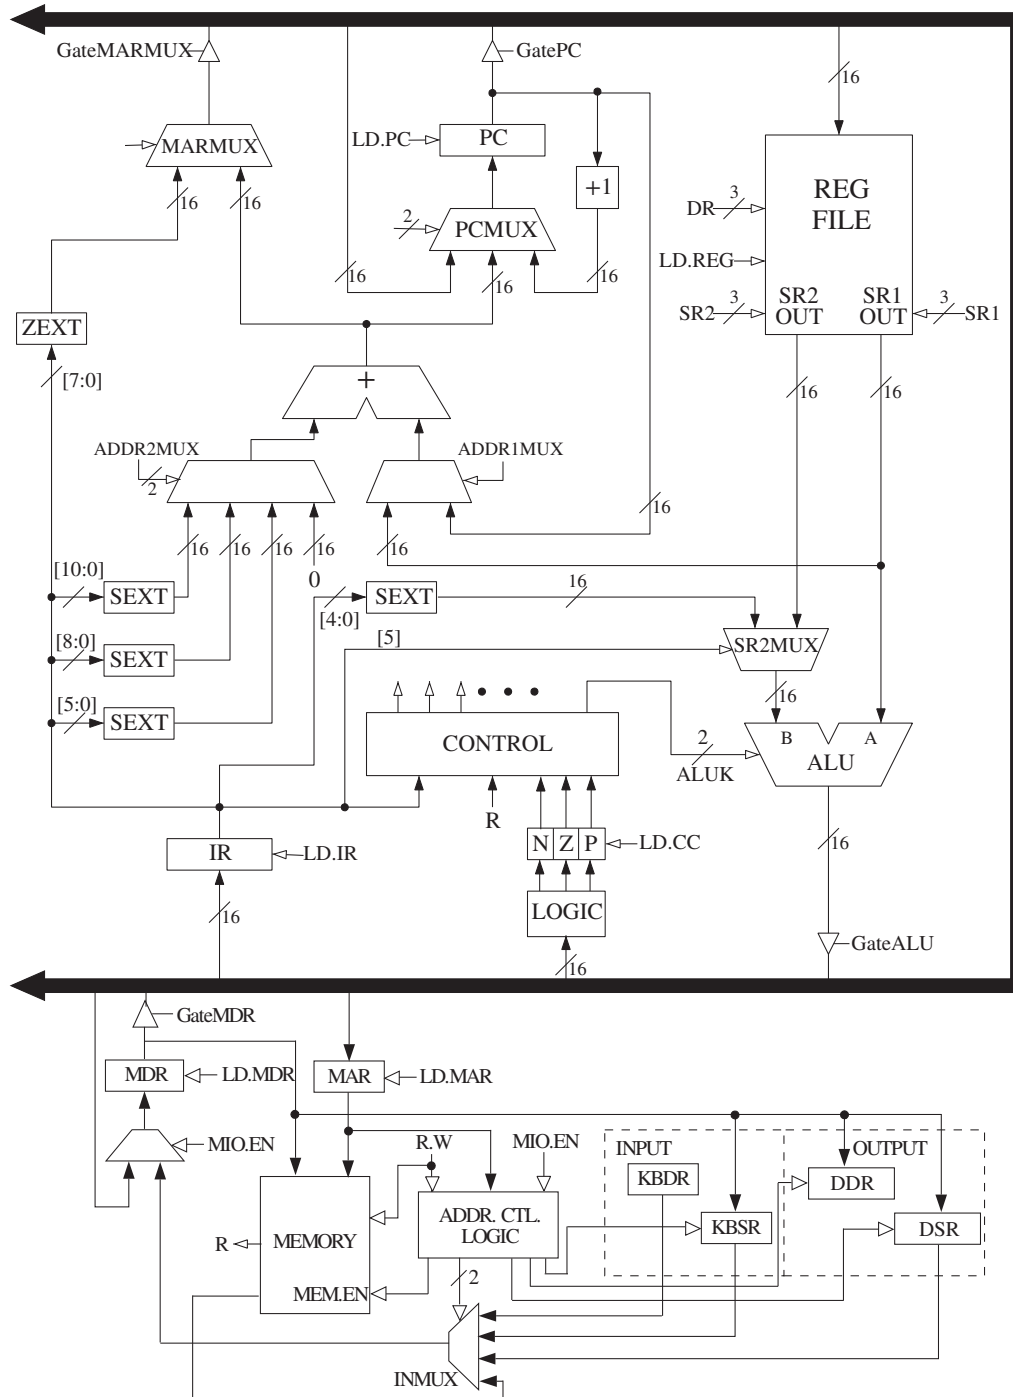 GateMARMUX
GatePC
16
MARMUX
LD.PC
PC
+1
REG
FILE
3
DR
16
16
2
PCMUX
LD.REG
16
16
16
SR2
3
SR2
OUT
SR1
OUT
3
SR1
ZEXT
[7:0]
+
16
16
ADDR2MUX
2
ADDR1MUX
16
16
16
16
16
16
0
[10:0]
SEXT
[4:0]
SEXT
16
[8:0]
SEXT
[5]
SR2MUX
16
[5:0]
SEXT
CONTROL
2
ALUK
B
A
ALU
R
IR
LD.IR
N
Z
P
LD.CC
16
16
LOGIC
16
GateALU
GateMDR
MDR
LD.MDR
MAR
LD.MAR
MIO.EN
R.W
MIO.EN
INPUT
OUTPUT
KBDR
DDR
ADDR. CTL.
LOGIC
KBSR
DSR
R
MEMORY
MEM.EN
2
INMUX